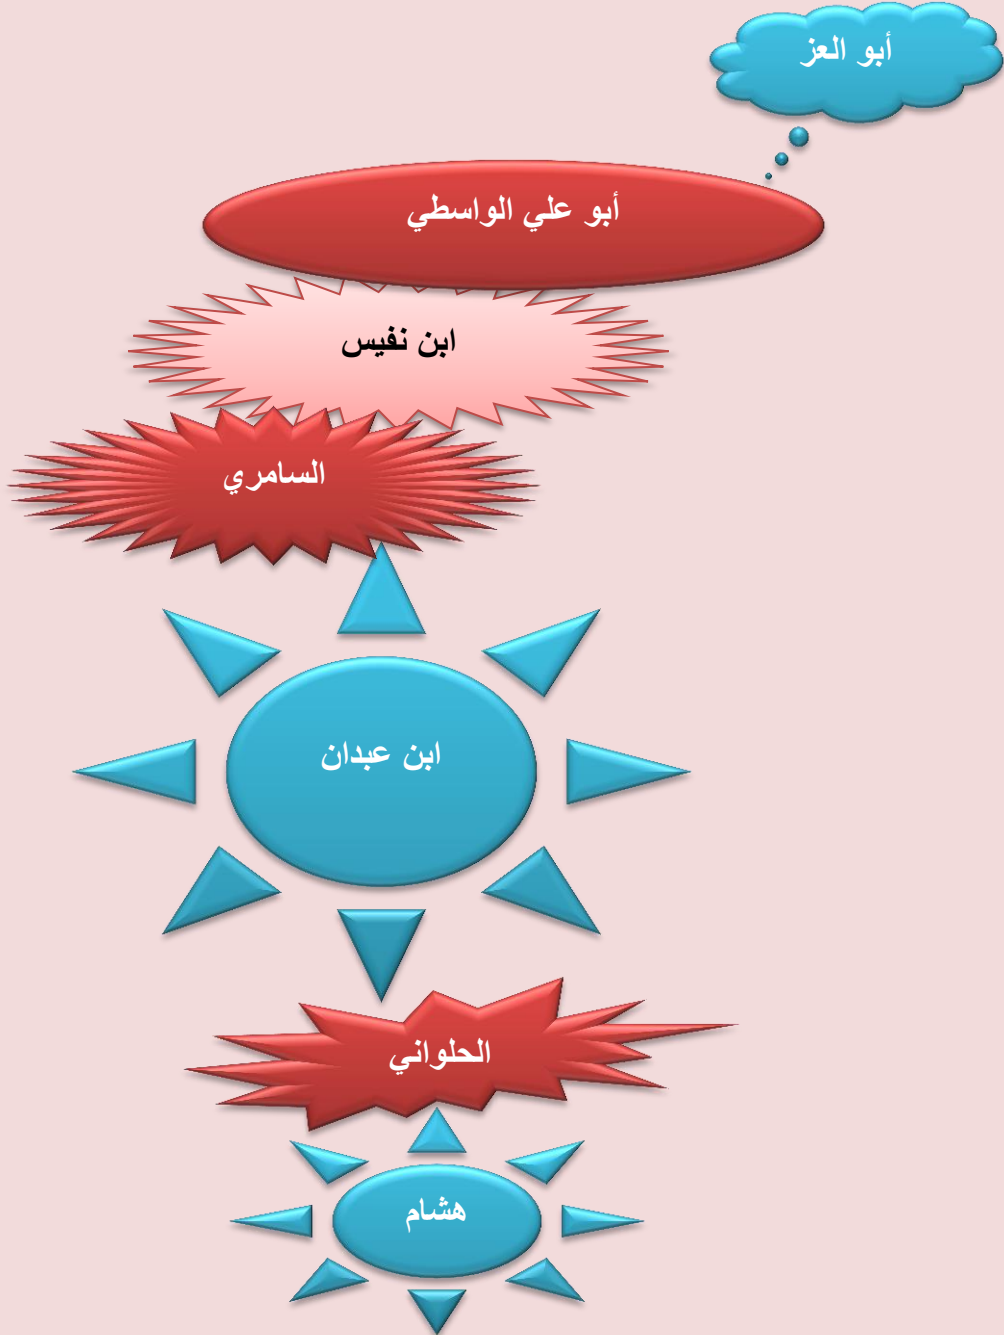 أبو العز
أبو علي الواسطي
ابن نفيس
السامري
ابن عبدان
الحلواني
هشام